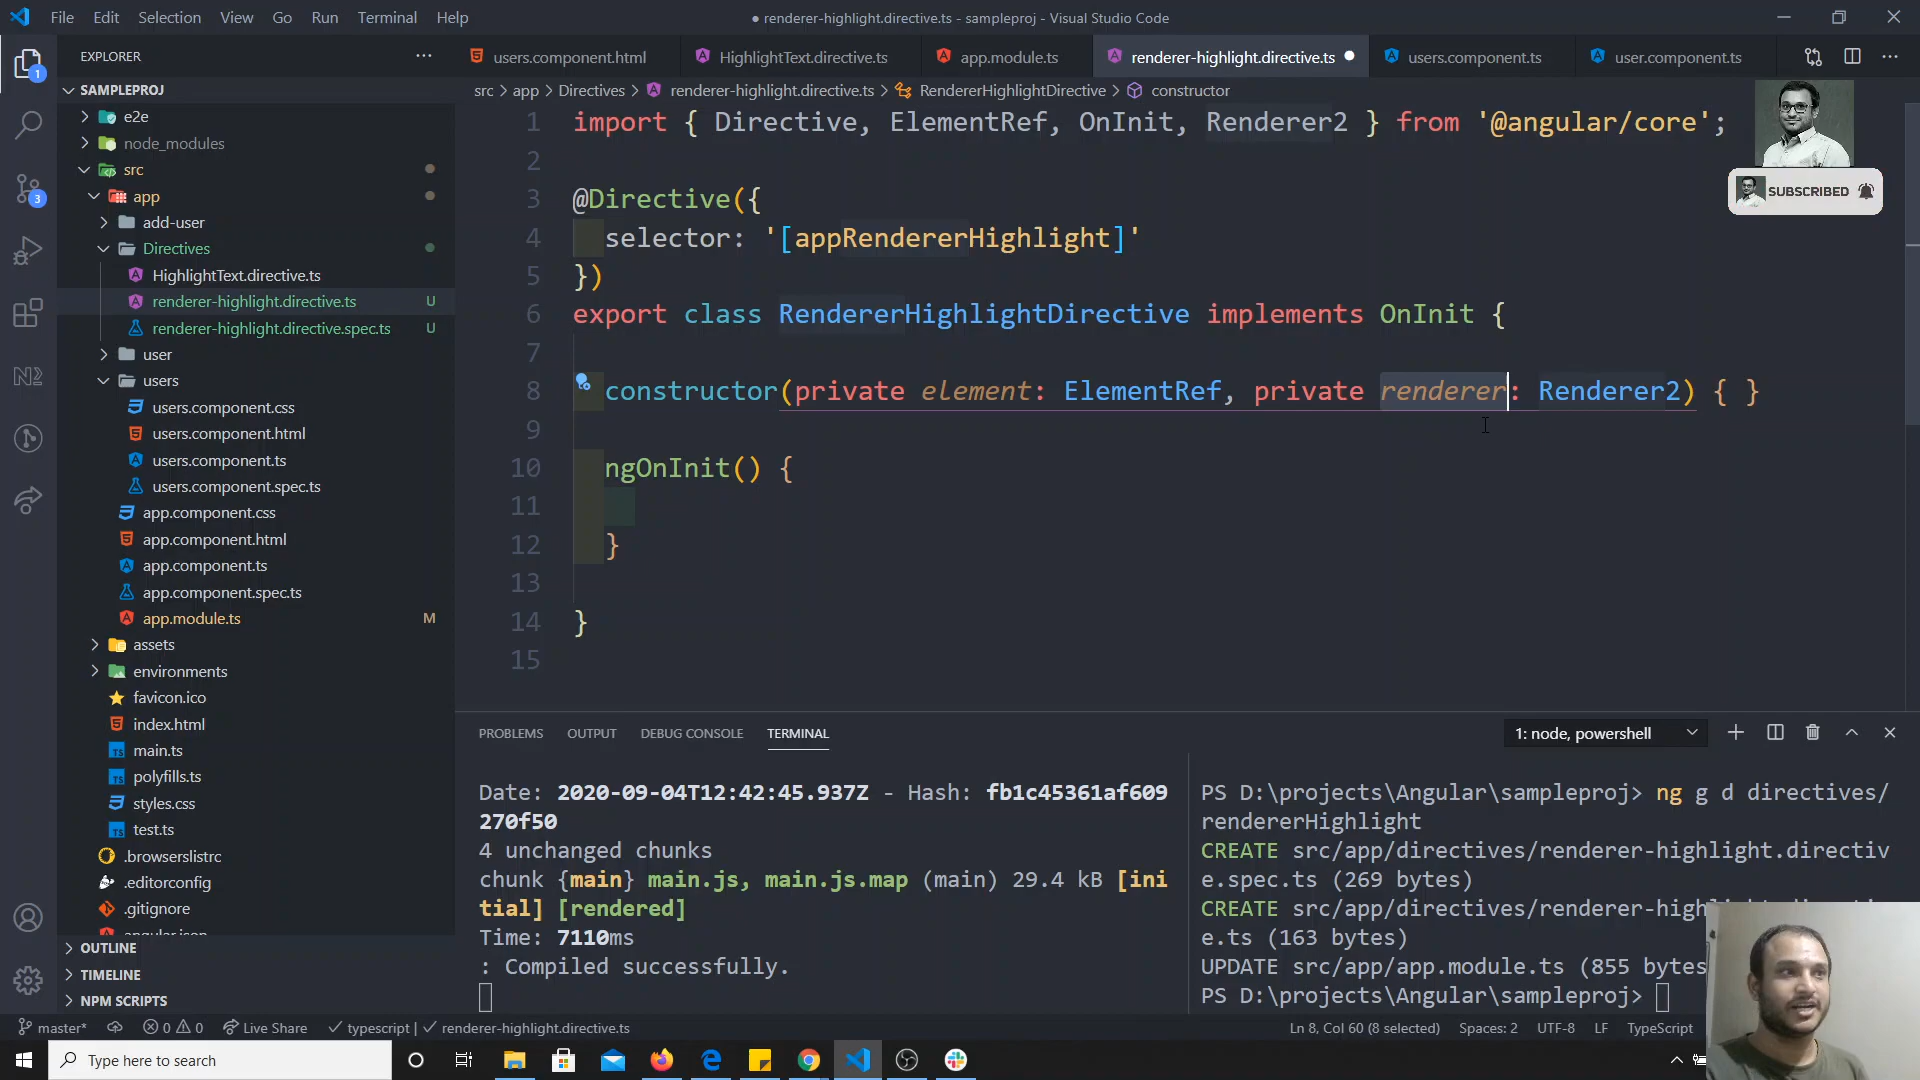 File Edit Selection View Go Run Terminal Help
● renderer-highlight.directive.ts - sampleproj - Visual Studio Code
EXPLORER
users.component.html HighlightText.directive.ts app.module.ts renderer-highlight.directive.ts users.component.ts user.component.ts
1
3
SAMPLEPROJ
e2e
node_modules
src
app
add-user
Directives
HighlightText.directive.ts
renderer-highlight.directive.ts U
renderer-highlight.directive.spec.ts U
user
users
users.component.css
users.component.html
users.component.ts
users.component.spec.ts
app.component.css
app.component.html
app.component.ts
app.component.spec.ts
app.module.ts M
assets
environments
favicon.ico
index.html
main.ts
polyfills.ts
styles.css
test.ts
.browserslistrc
.editorconfig
.gitignore
angular.json
OUTLINE
TIMELINE
NPM SCRIPTS
src > app > Directives > renderer-highlight.directive.ts > RendererHighlightDirective > constructor
1 import { Directive, ElementRef, OnInit, Renderer2 } from '@angular/core';
2
3 @Directive({
4 selector: '[appRendererHighlight]'
5 })
6 export class RendererHighlightDirective implements OnInit {
7
8 constructor(private element: ElementRef, private renderer: Renderer2) { }
9
10 ngOnInit() {
11
12 }
13
14 }
15
SUBSCRIBED
PROBLEMS OUTPUT DEBUG CONSOLE TERMINAL
1: node, powershell
Date: 2020-09-04T12:42:45.937Z - Hash: fb1c45361af609
270f50
4 unchanged chunks
chunk {main} main.js, main.js.map (main) 29.4 kB [ini
tial] [rendered]
Time: 7110ms
: Compiled successfully.
PS D:\projects\Angular\sampleproj> ng g d directives/
rendererHighlight
CREATE src/app/directives/renderer-highlight.directiv
e.spec.ts (269 bytes)
CREATE src/app/directives/renderer-highlight.directiv
e.ts (163 bytes)
UPDATE src/app/app.module.ts (855 bytes
PS D:\projects\Angular\sampleproj>
master* 0 0 Live Share typescript | renderer-highlight.directive.ts
Ln 8, Col 60 (8 selected) Spaces: 2 UTF-8 LF TypeScript
Type here to search